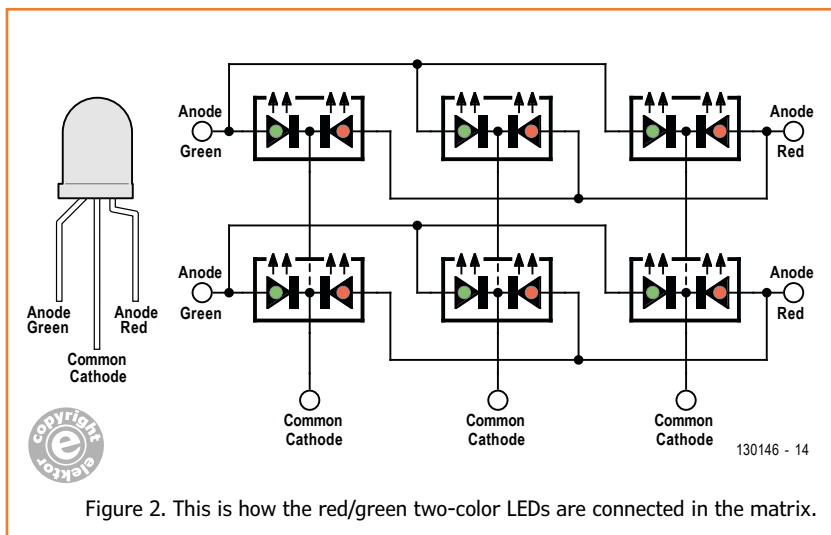 Anode
Green
Anode
Red
Anode
Green
Anode
Red
Anode
Green
Anode
Red
Common
Cathode
Common
Cathode
Common
Cathode
Common
Cathode
copyright
e
elektor
130146 - 14
Figure 2. This is how the red/green two-color LEDs are connected in the matrix.